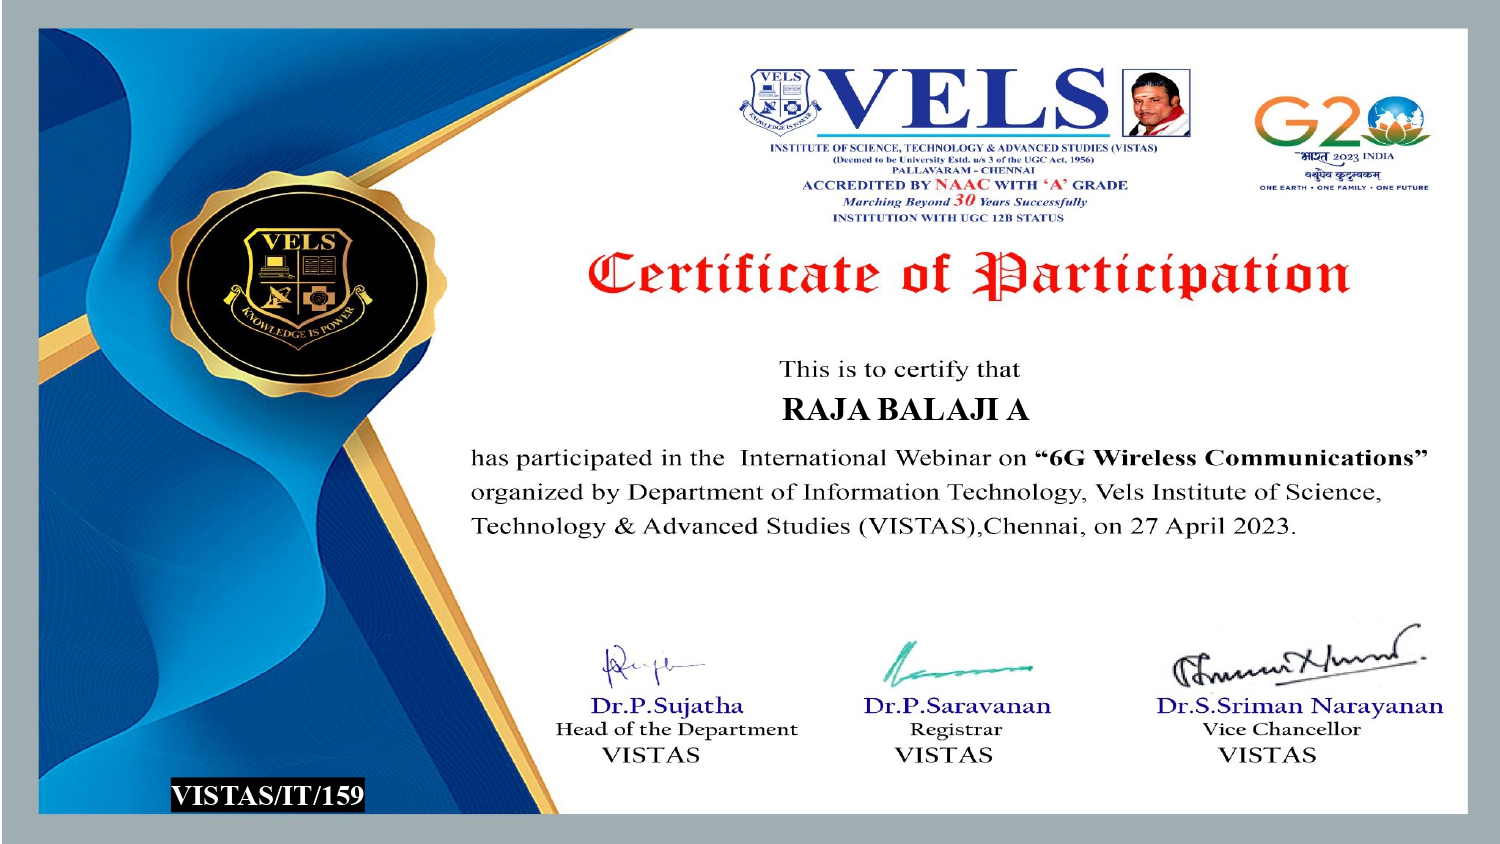 VELS
KNOWLEDGE IS POWER
VELS
INSTITUTE OF SCIENCE, TECHNOLOGY & ADVANCED STUDIES (VISTAS)
(Deemed to be University Estd. u/s 3 of the UGC Act, 1956)
PALLAVARAM - CHENNAI
ACCREDITED BY NAAC WITH ‘A’ GRADE
Marching Beyond 30 Years Successfully
INSTITUTION WITH UGC 12B STATUS
G20
भारत 2023 INDIA
वसुधैव कुटुम्बकम्
ONE EARTH • ONE FAMILY • ONE FUTURE
VELS
KNOWLEDGE IS POWER
Certificate of Participation
This is to certify that
RAJA BALAJI A
has participated in the International Webinar on “6G Wireless Communications”
organized by Department of Information Technology, Vels Institute of Science,
Technology & Advanced Studies (VISTAS),Chennai, on 27 April 2023.
Dr.P.Sujatha
Head of the Department
VISTAS
Dr.P.Saravanan
Registrar
VISTAS
Dr.S.Sriman Narayanan
Vice Chancellor
VISTAS
VISTAS/IT/159